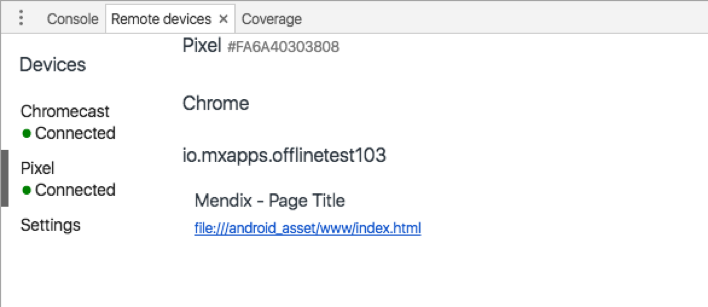 Console Remote devices × Coverage
Devices
Chromecast
Connected
Pixel
Connected
Settings
Pixel #FA6A40303808
Chrome
io.mxapps.offlinetest103
Mendix - Page Title
file:///android_asset/www/index.html